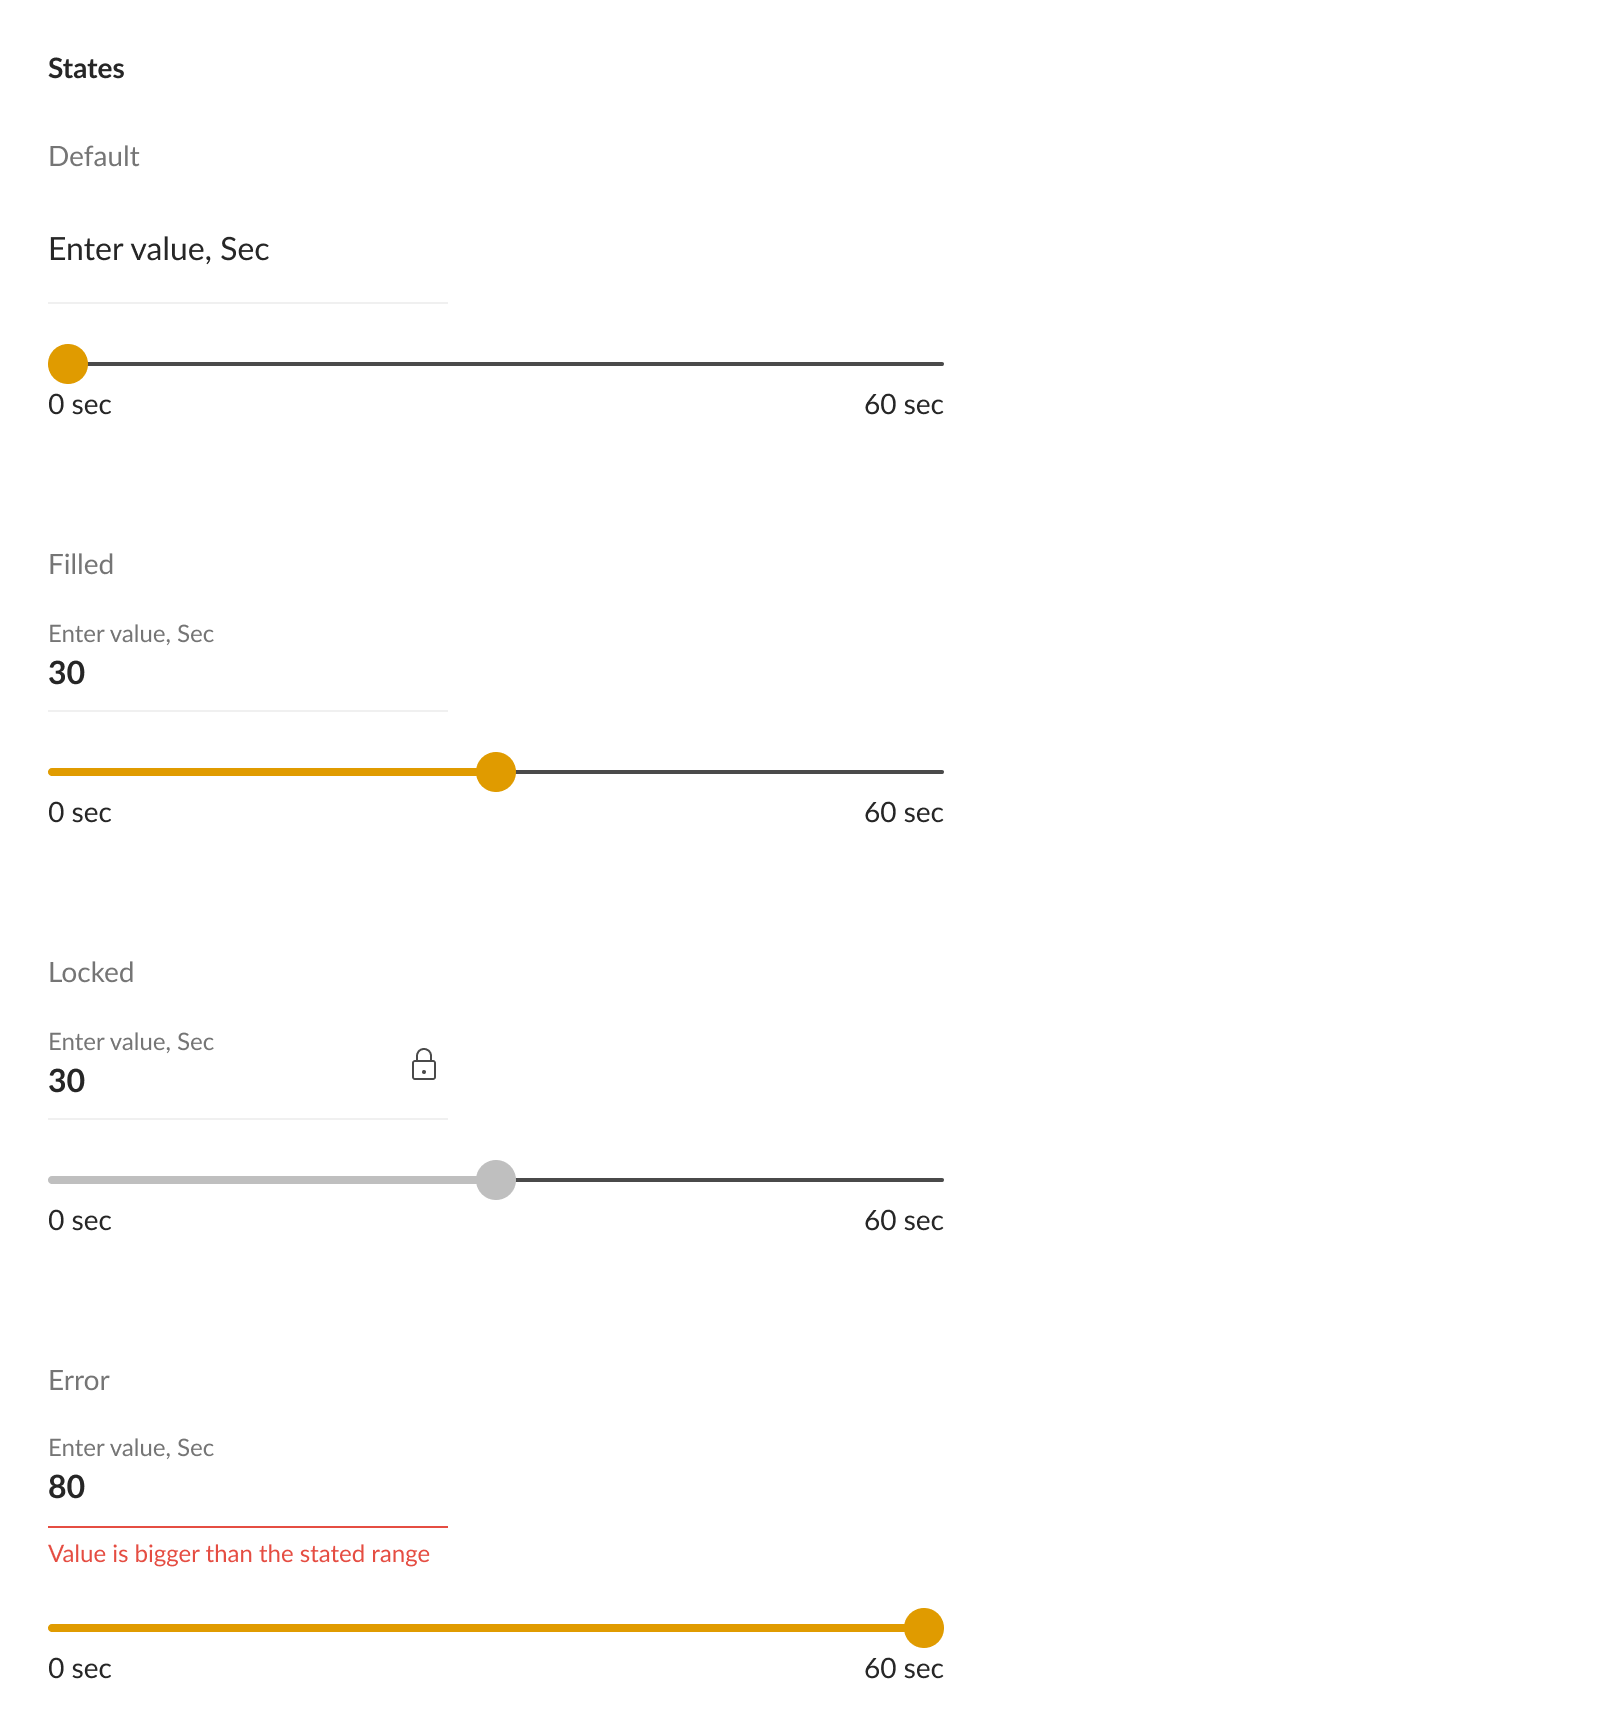 States
Default
Enter value, Sec
0 sec 60 sec
Filled
Enter value, Sec
30
0 sec 60 sec
Locked
Enter value, Sec
30
0 sec 60 sec
Error
Enter value, Sec
80
Value is bigger than the stated range
0 sec 60 sec